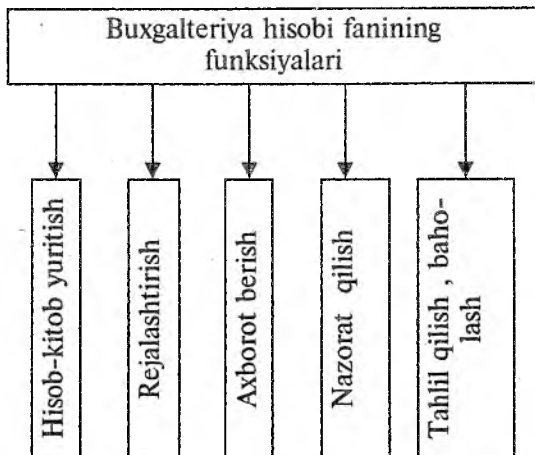 Buxgalteriya hisobi fanining
funksiyalari
Hisob-kitob yuritish
Rejalashtirish
Axborot berish
Nazorat qilish
Tahlil qilish , baho-
lash